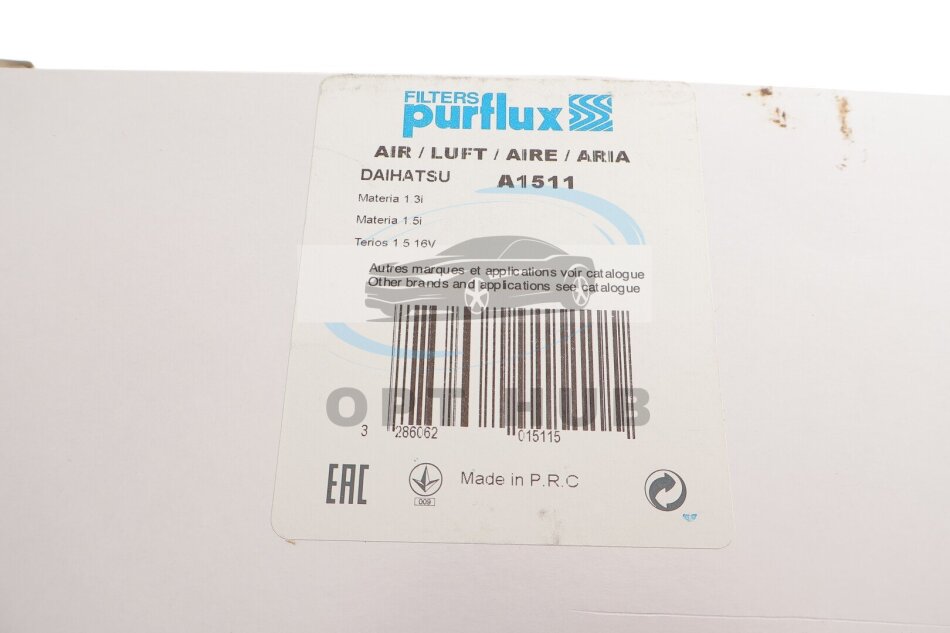 FILTERS
purflux
AIR / LUFT / AIRE / ARIA
DAIHATSU A1511
Materia 1.3i
Materia 1.5i
Terios 1.5 16V
Autres marques et applications voir catalogue
Other brands and applications see catalogue
OPT HUB
3 286062 015115
EAC
009
Made in P.R.C